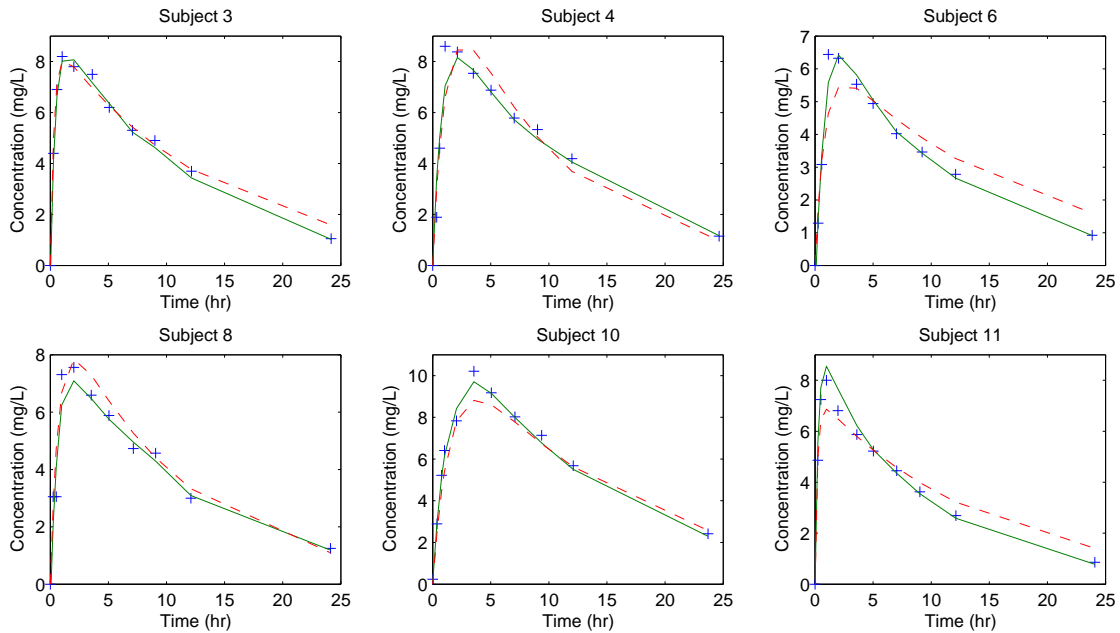 Subject 3
Subject 4
Subject 6
Concentration (mg/L)
0
2
4
6
8
0 5 10 15 20 25
Time (hr)
Concentration (mg/L)
0
2
4
6
8
0 5 10 15 20 25
Time (hr)
Concentration (mg/L)
0
1
2
3
4
5
6
7
0 5 10 15 20 25
Time (hr)
Subject 8
Subject 10
Subject 11
Concentration (mg/L)
0
2
4
6
8
0 5 10 15 20 25
Time (hr)
Concentration (mg/L)
0
2
4
6
8
10
12
0 5 10 15 20 25
Time (hr)
Concentration (mg/L)
0
2
4
6
8
0 5 10 15 20 25
Time (hr)